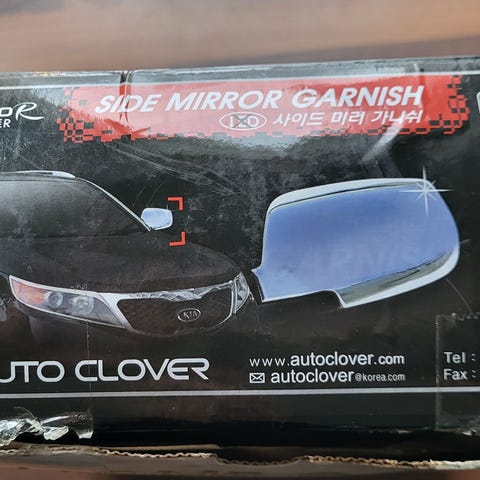 SIDE MIRROR GARNISH
사이드 미러 가니쉬
KIA
GARNISH
AUTO CLOVER
www.autoclover.com
autoclover@korea.com
Tel :
Fax :